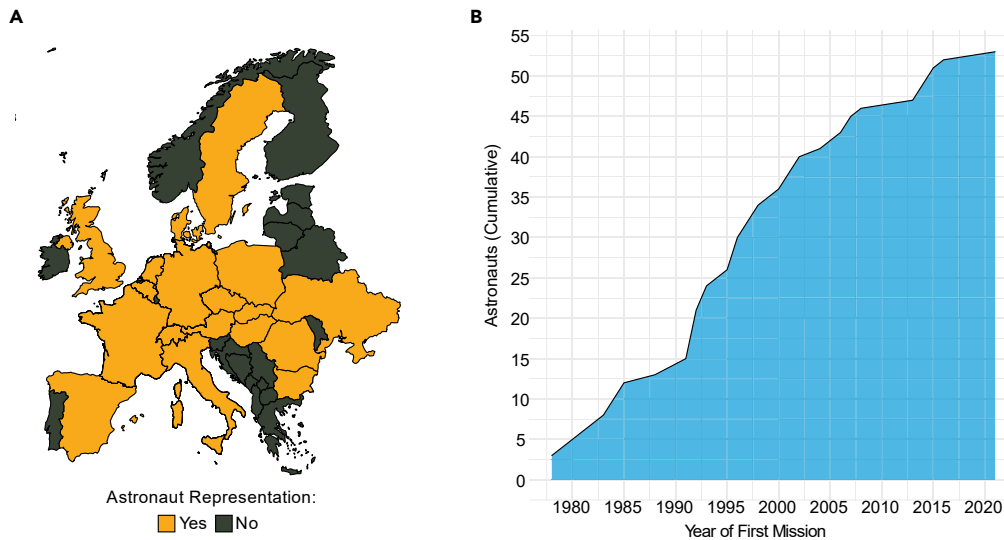 A
Astronaut Representation:
Yes No
B
Astronauts (Cumulative)
55
50
45
40
35
30
25
20
15
10
5
0
1980 1985 1990 1995 2000 2005 2010 2015 2020
Year of First Mission